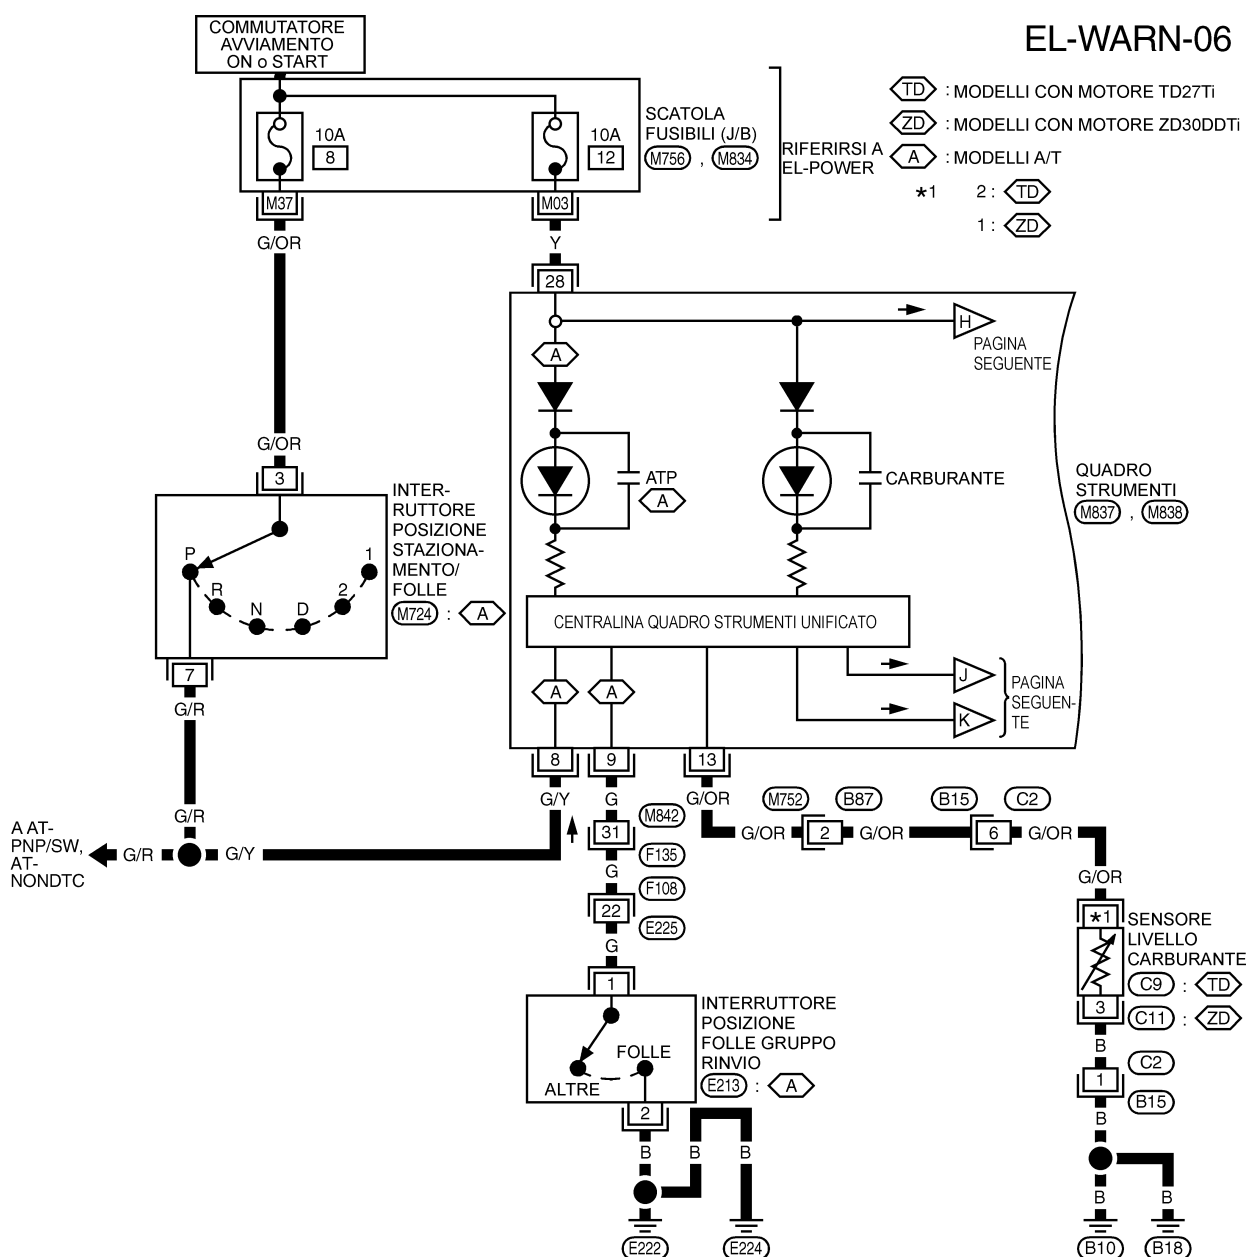 COMMUTATORE
AVVIAMENTO
ON o START
EL-WARN-06
TD : MODELLI CON MOTORE TD27Ti
ZD : MODELLI CON MOTORE ZD30DDTi
A : MODELLI A/T
*1 2 : TD
1 : ZD
10A
8
10A
12
SCATOLA
FUSIBILI (J/B)
M756 , M834
RIFERIRSI A
EL-POWER
M37
M03
G/OR
Y
28
A
H
PAGINA
SEGUENTE
G/OR
3
ATP
A
CARBURANTE
QUADRO
STRUMENTI
M837 , M838
INTER-
RUTTORE
POSIZIONE
STAZIONA-
MENTO/
FOLLE
M724 : A
P
R
N
D
2
1
CENTRALINA QUADRO STRUMENTI UNIFICATO
7
G/R
A
A
J
K
PAGINA
SEGUEN-
TE
8
9
13
G/Y
G
G/OR
M752
B87
B15
C2
G/R
M842
31
G/OR
2
G/OR
6
G/OR
A AT-
PNP/SW,
AT-
NONDTC
G/R
G/Y
F135
G
F108
22
E225
G
G/OR
*1
SENSORE
LIVELLO
CARBURANTE
C9 : TD
3
C11 : ZD
1
INTERRUTTORE
POSIZIONE
FOLLE GRUPPO
RINVIO
E213 : A
FOLLE
ALTRE
2
B
C2
1
B15
B
B
B
B
B
B
E222
E224
B10
B18